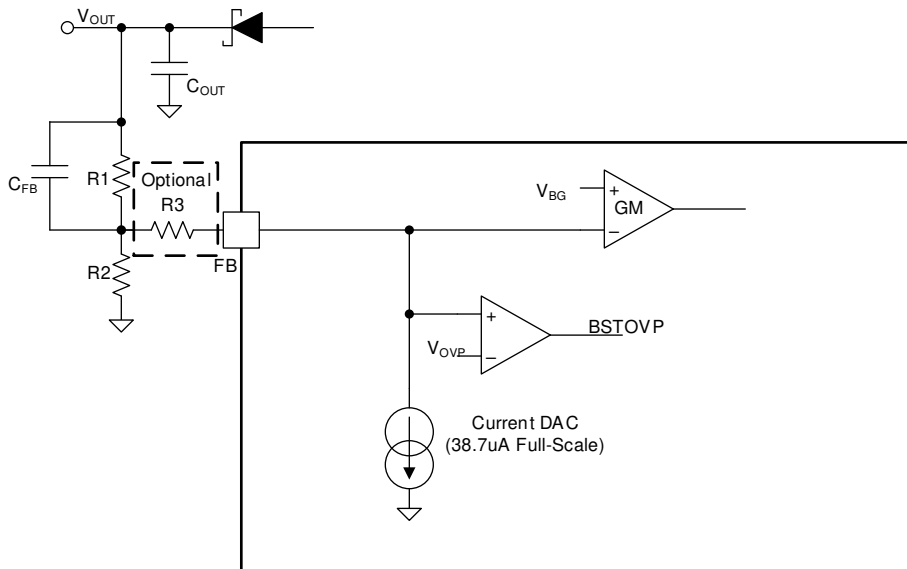 VOUT
COUT
CFB
R1
Optional
R3
FB
R2
VBG
+
GM
−
+
VOVP
−
BSTOVP
Current DAC
(38.7uA Full-Scale)